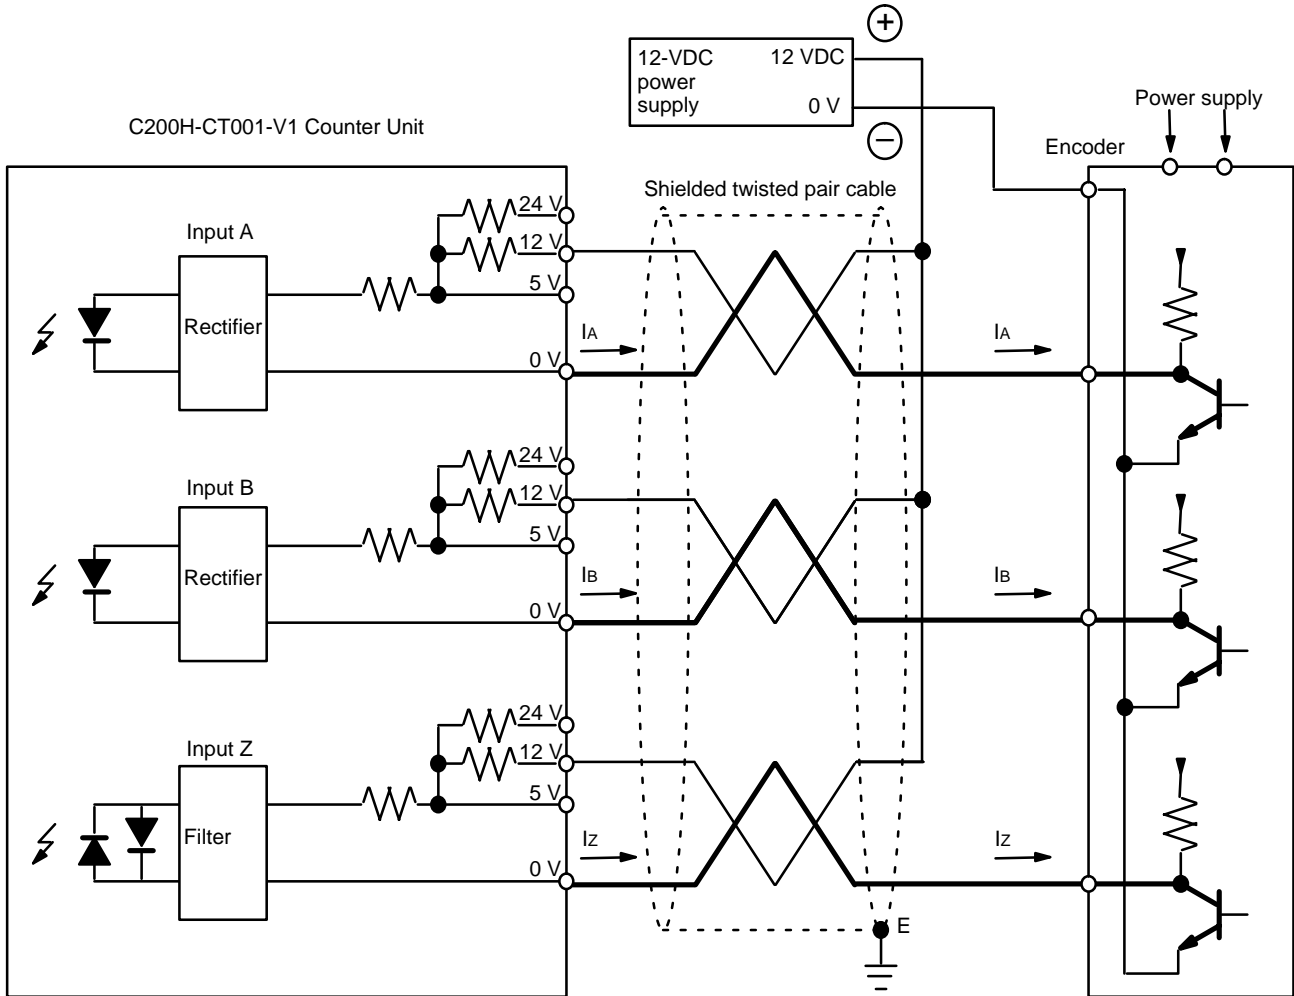 12-VDC power supply
12 VDC
0 V
+
−
C200H-CT001-V1 Counter Unit
Power supply
Encoder
Shielded twisted pair cable
Input A
Rectifier
24 V
12 V
5 V
0 V
IA
IA
Input B
Rectifier
24 V
12 V
5 V
0 V
IB
IB
Input Z
Filter
24 V
12 V
5 V
0 V
IZ
IZ
E